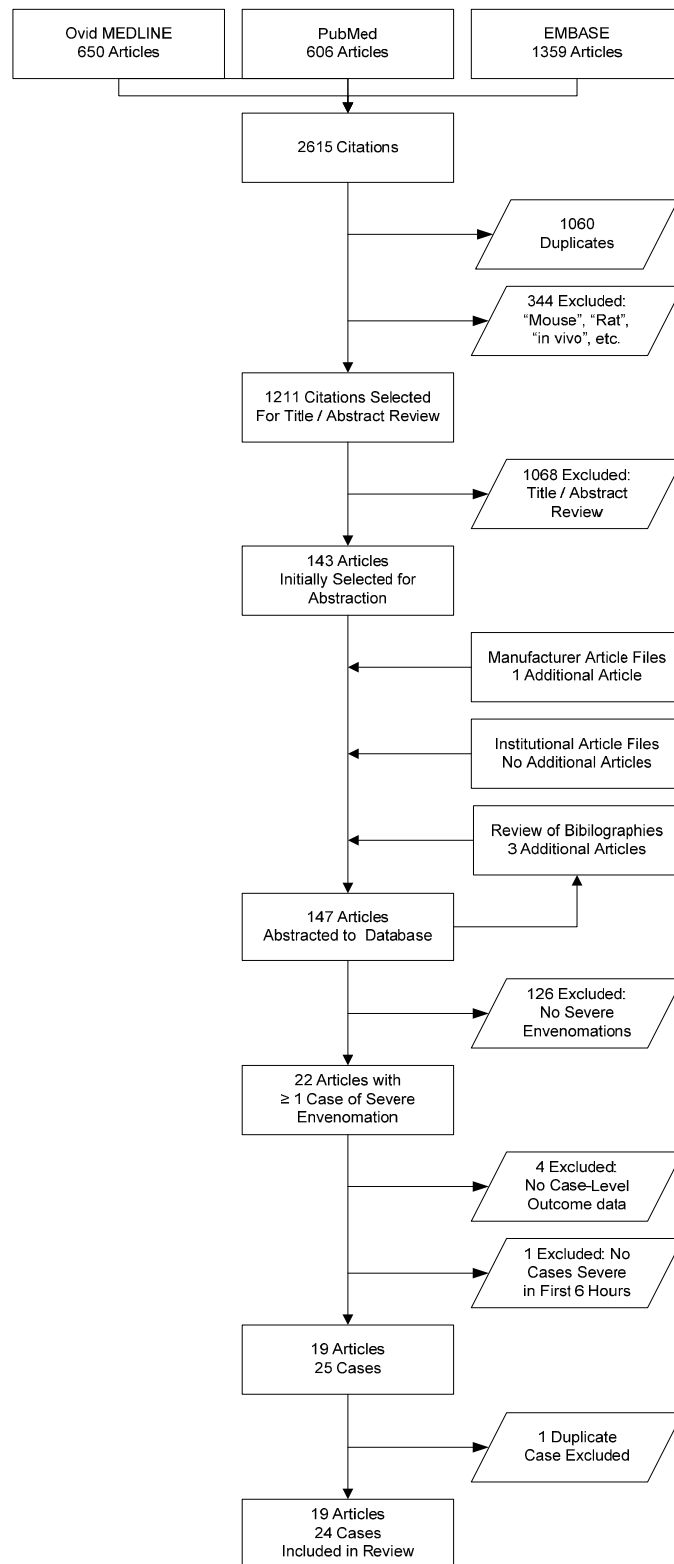 Ovid MEDLINE
650 Articles
PubMed
606 Articles
EMBASE
1359 Articles
2615 Citations
1060
Duplicates
344 Excluded:
“Mouse”, “Rat”,
“in vivo”, etc.
1211 Citations Selected
For Title / Abstract Review
1068 Excluded:
Title / Abstract
Review
143 Articles
Initially Selected for
Abstraction
Manufacturer Article Files
1 Additional Article
Institutional Article Files
No Additional Articles
Review of Bibilographies
3 Additional Articles
147 Articles
Abstracted to Database
126 Excluded:
No Severe
Envenomations
22 Articles with
≥ 1 Case of Severe
Envenomation
4 Excluded:
No Case-Level
Outcome data
1 Excluded: No
Cases Severe
in First 6 Hours
19 Articles
25 Cases
1 Duplicate
Case Excluded
19 Articles
24 Cases
Included in Review